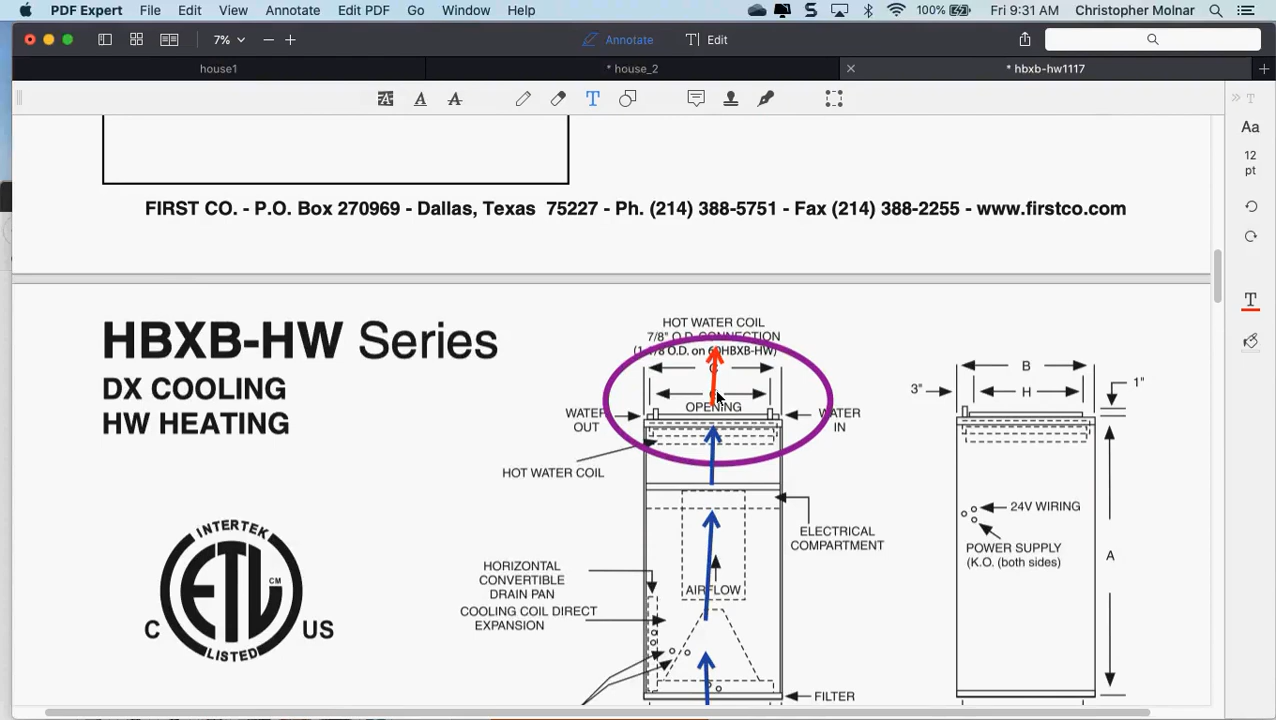 PDF Expert File Edit View Annotate Edit PDF Go Window Help 100% Fri 9:31 AM Christopher Molnar
7% Annotate T Edit
house1 * house_2 * hbxb-hw1117
A A A T T
Aa
12
pt
T
FIRST CO. - P.O. Box 270969 - Dallas, Texas 75227 - Ph. (214) 388-5751 - Fax (214) 388-2255 - www.firstco.com
HBXB-HW Series
DX COOLING
HW HEATING
INTERTEK
ETL
CM
C US
LISTED
HOT WATER COIL
7/8" O.D. CONNECTION
O.D. on 60HBXB-HW)
OPENING
WATER
OUT
WATER
IN
HOT WATER COIL
ELECTRICAL
COMPARTMENT
HORIZONTAL
CONVERTIBLE
DRAIN PAN
AIRFLOW
COOLING COIL DIRECT
EXPANSION
FILTER
3" B 1"
H
24V WIRING
POWER SUPPLY
(K.O. (both sides)
A